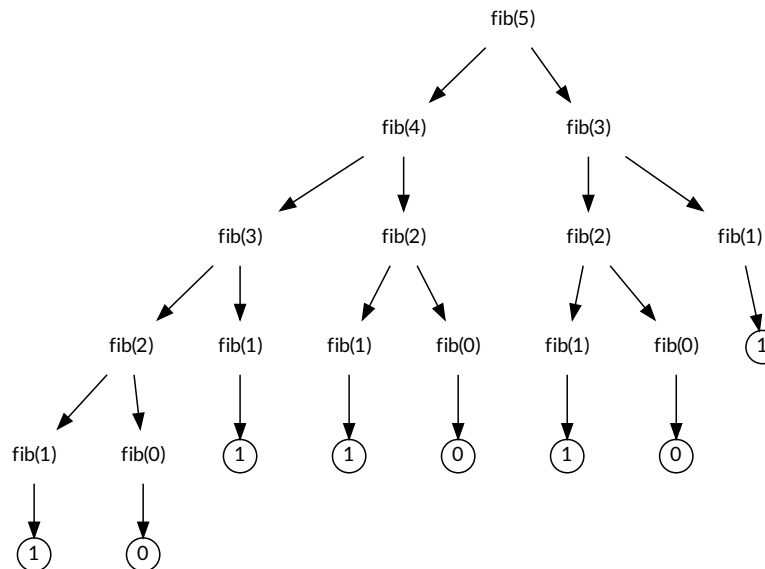 fib(5)
fib(4) fib(3)
fib(3) fib(2) fib(2) fib(1)
fib(2) fib(1) fib(1) fib(0) fib(1) fib(0) 1
fib(1) fib(0) 1 1 0 1 0
1 0